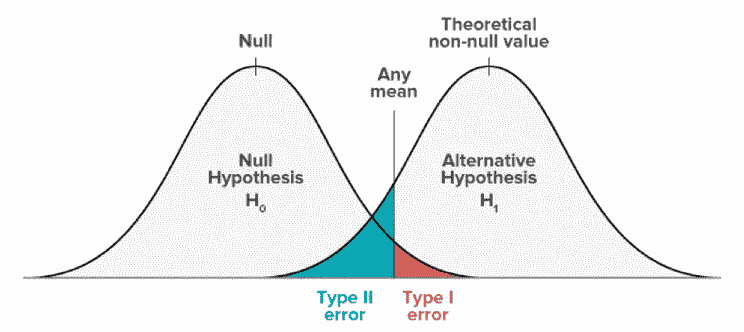 Null
Theoretical
non-null value
Any
mean
Null
Hypothesis
H₀
Alternative
Hypothesis
H₁
Type II
error
Type I
error